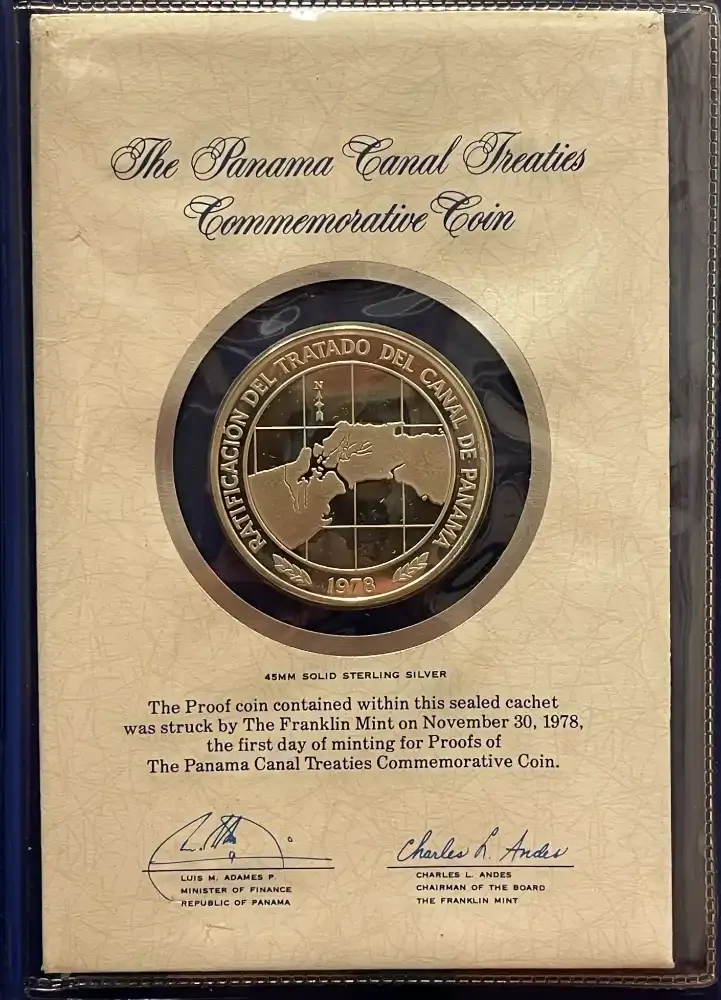 The Panama Canal Treaties
Commemorative Coin
RATIFICACION DEL TRATADO DEL CANAL DE PANAMA
N
1978
45MM SOLID STERLING SILVER
The Proof coin contained within this sealed cachet
was struck by The Franklin Mint on November 30, 1978,
the first day of minting for Proofs of
The Panama Canal Treaties Commemorative Coin.
Charles L. Andes
LUIS M. ADAMES P.
MINISTER OF FINANCE
REPUBLIC OF PANAMA
CHARLES L. ANDES
CHAIRMAN OF THE BOARD
THE FRANKLIN MINT